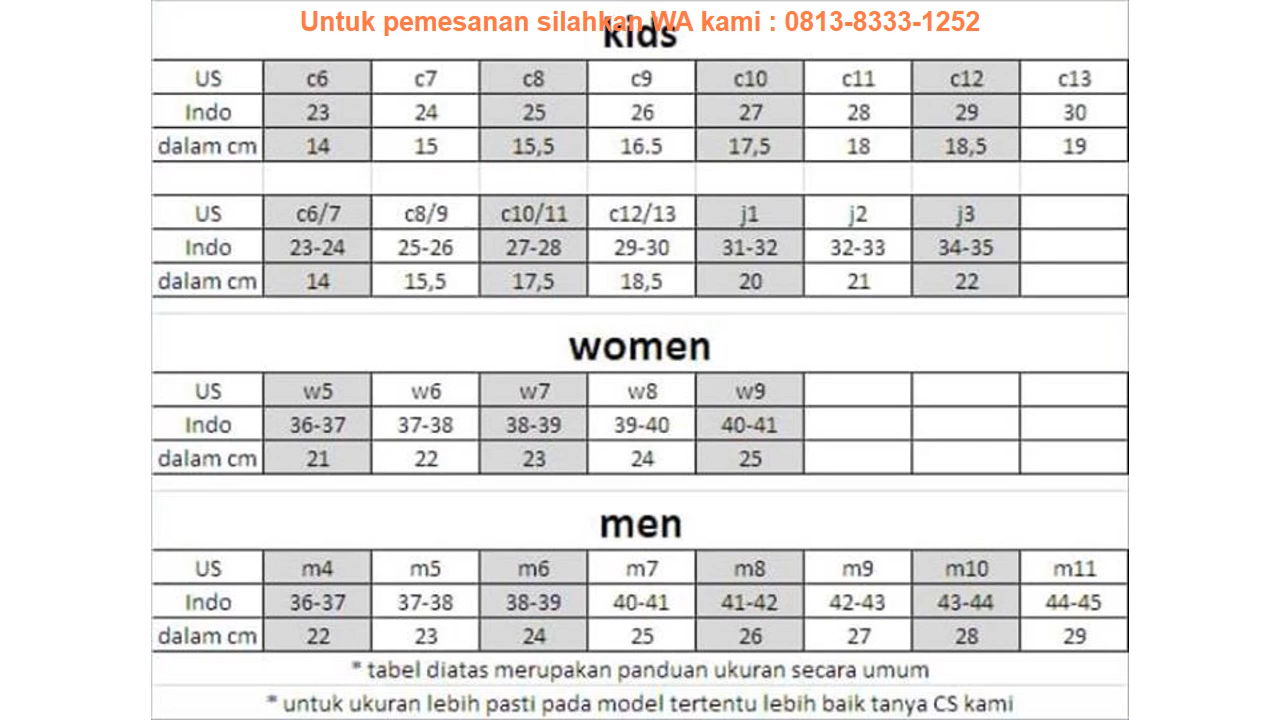 Untuk pemesanan silahkan WA kami : 0813-8333-1252
kids
US c6 c7 c8 c9 c10 c11 c12 c13
Indo 23 24 25 26 27 28 29 30
dalam cm 14 15 15,5 16.5 17,5 18 18,5 19
US c6/7 c8/9 c10/11 c12/13 j1 j2 j3
Indo 23-24 25-26 27-28 29-30 31-32 32-33 34-35
dalam cm 14 15,5 17,5 18,5 20 21 22
women
US w5 w6 w7 w8 w9
Indo 36-37 37-38 38-39 39-40 40-41
dalam cm 21 22 23 24 25
men
US m4 m5 m6 m7 m8 m9 m10 m11
Indo 36-37 37-38 38-39 40-41 41-42 42-43 43-44 44-45
dalam cm 22 23 24 25 26 27 28 29
* tabel diatas merupakan panduan ukuran secara umum
* untuk ukuran lebih pasti pada model tertentu lebih baik tanya CS kami